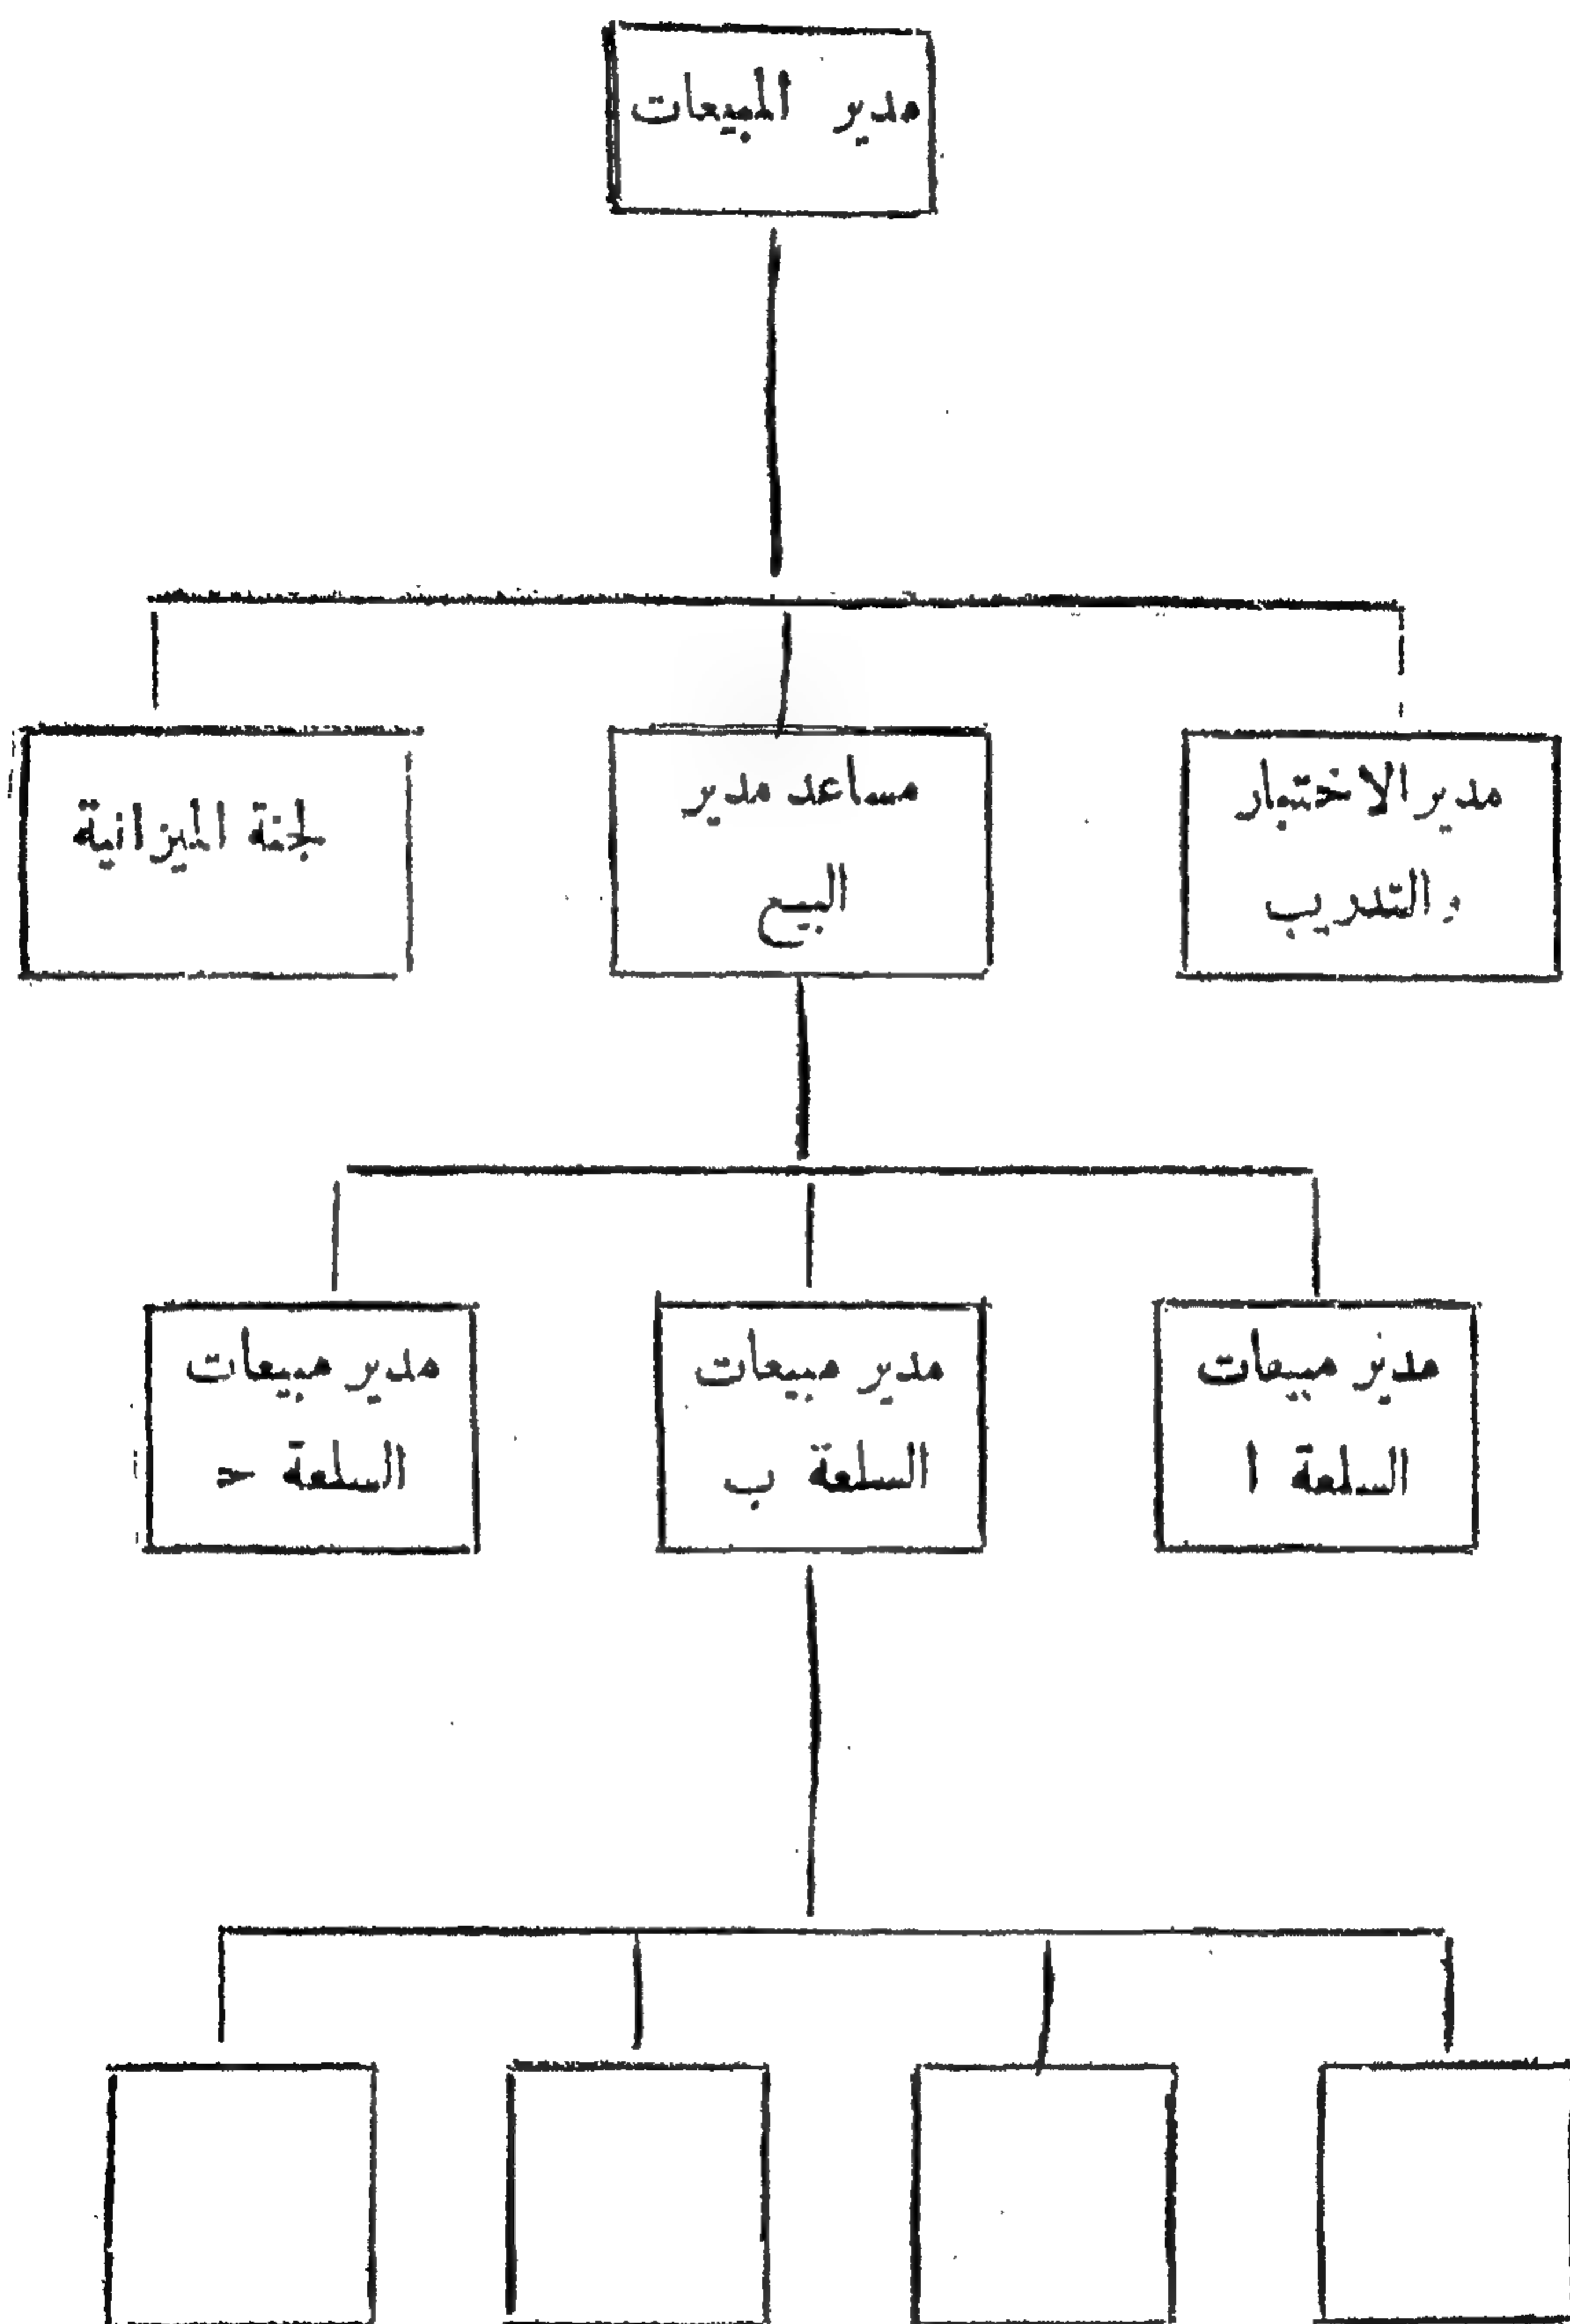 مدير المبيعات
مدير الاختبار
والتدريب
مساعد مدير
البيع
لجنة الميزانية
مدير مبيعات
السلعة ا
مدير مبيعات
السلعة ب
مدير مبيعات
السلعة ح